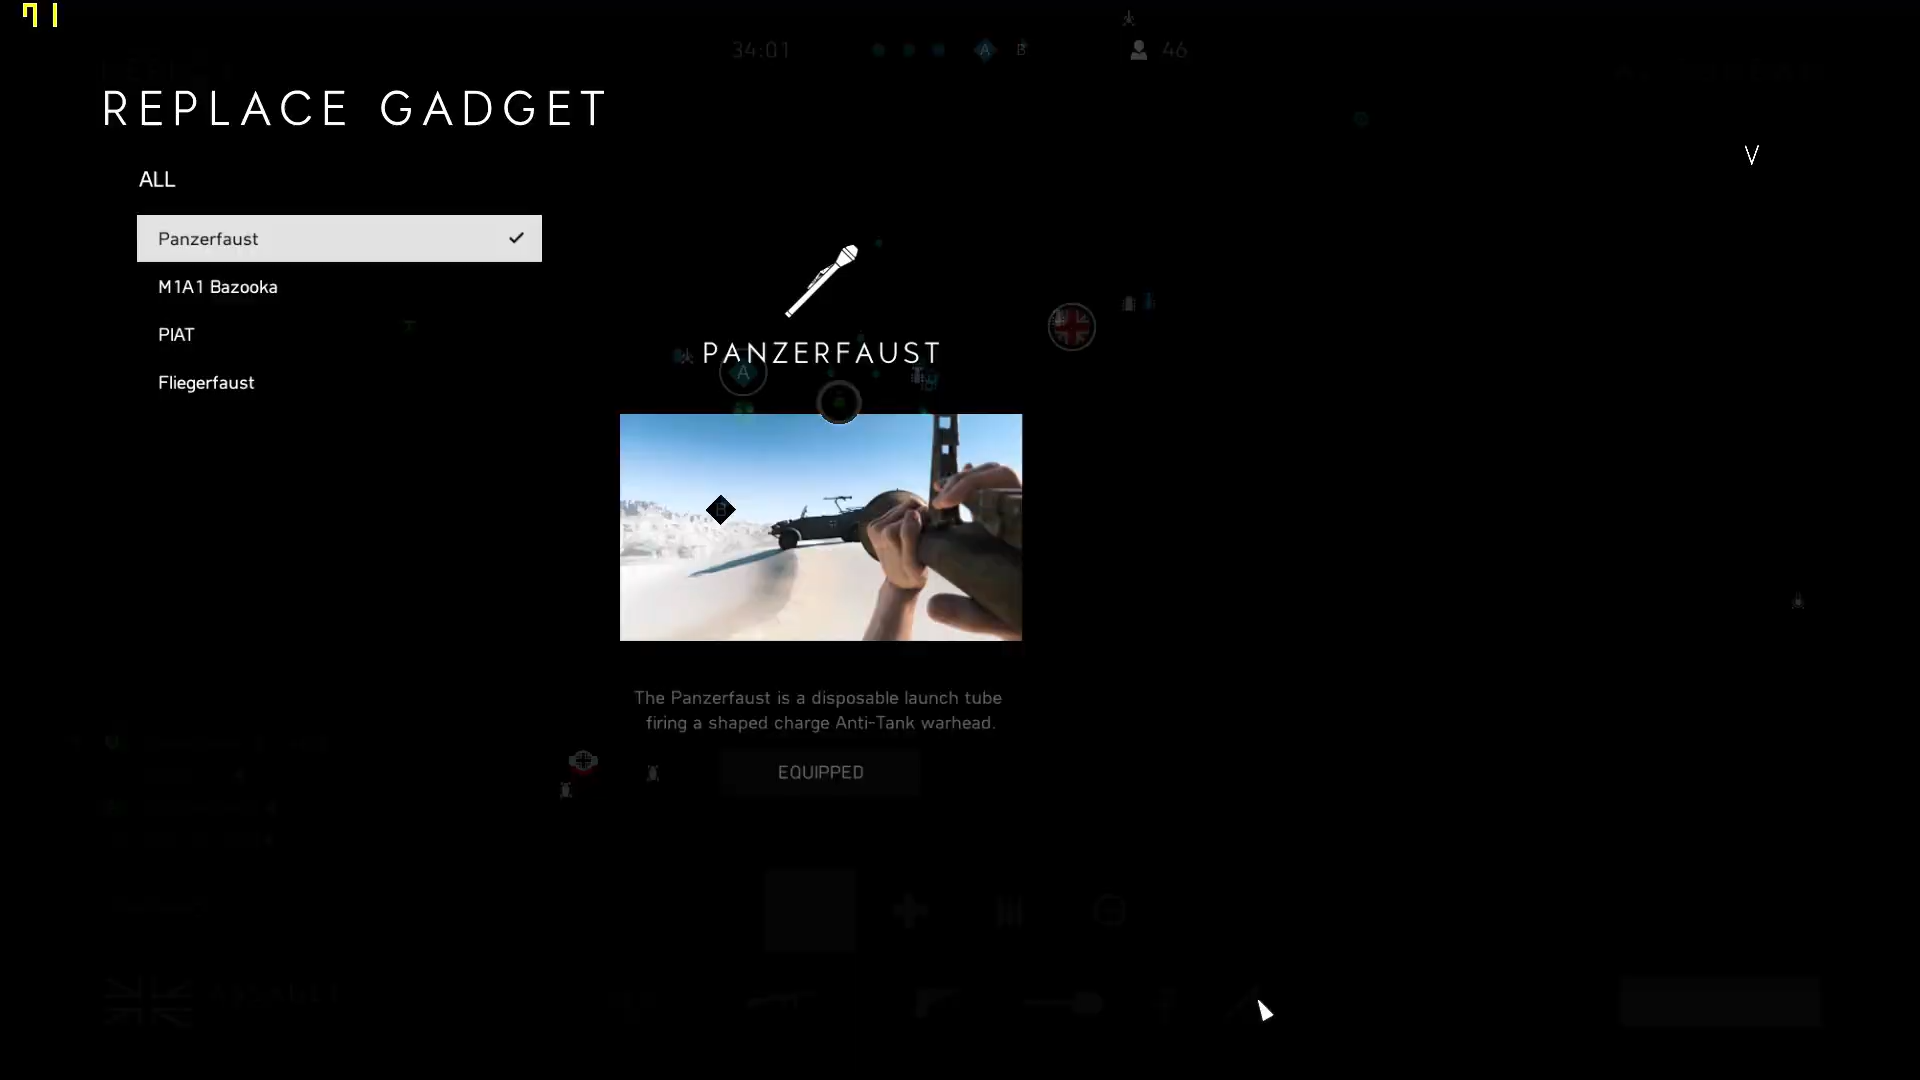 71
34:01
A
B
46
REPLACE GADGET
V
ALL
Panzerfaust
M1A1 Bazooka
PIAT
Fliegerfaust
PANZERFAUST
A
B
The Panzerfaust is a disposable launch tube
firing a shaped charge Anti-Tank warhead.
EQUIPPED